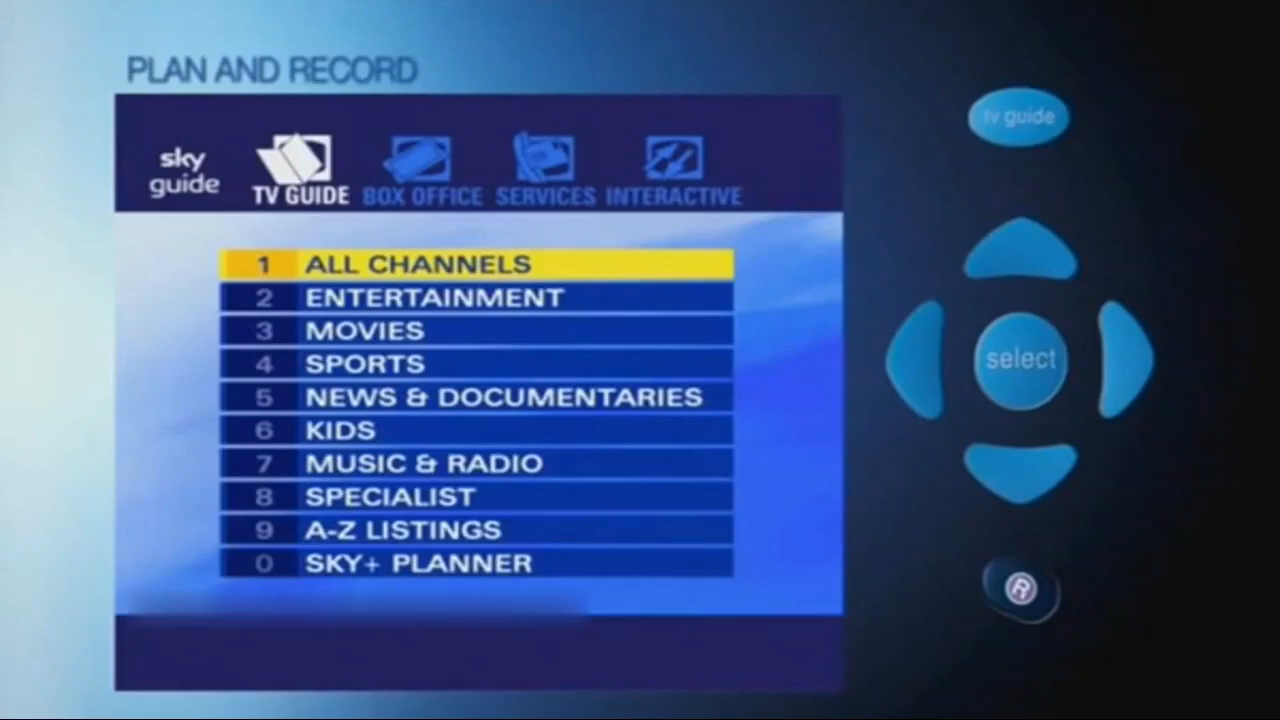 PLAN AND RECORD
tv guide
sky
guide
TV GUIDE BOX OFFICE SERVICES INTERACTIVE
1 ALL CHANNELS
2 ENTERTAINMENT
3 MOVIES
4 SPORTS
5 NEWS & DOCUMENTARIES
6 KIDS
7 MUSIC & RADIO
8 SPECIALIST
9 A-Z LISTINGS
0 SKY+ PLANNER
select
R